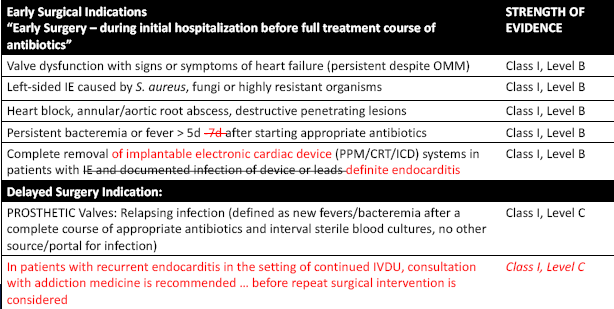 Early Surgical Indications
STRENGTH OF
"Early Surgery – during initial hospitalization before full treatment course of
EVIDENCE
antibiotics"
Valve dysfunction with signs or symptoms of heart failure (persistent despite OMM)
Class I, Level B
Left-sided IE caused by S. aureus, fungi or highly resistant organisms
Class I, Level B
Heart block, annular/aortic root abscess, destructive penetrating lesions
Class I, Level B
Persistent bacteremia or fever > 5d -7d after starting appropriate antibiotics
Class I, Level B
Complete removal of implantable electronic cardiac device (PPM/CRT/ICD) systems in
Class I, Level B
patients with IE and documented infection of device or leads definite endocarditis
Delayed Surgery Indication:
PROSTHETIC Valves: Relapsing infection (defined as new fevers/bacteremia after a
Class I, Level C
complete course of appropriate antibiotics and interval sterile blood cultures, no other
source/portal for infection)
In patients with recurrent endocarditis in the setting of continued IVDU, consultation
Class I, Level C
with addiction medicine is recommended ... before repeat surgical intervention is
considered